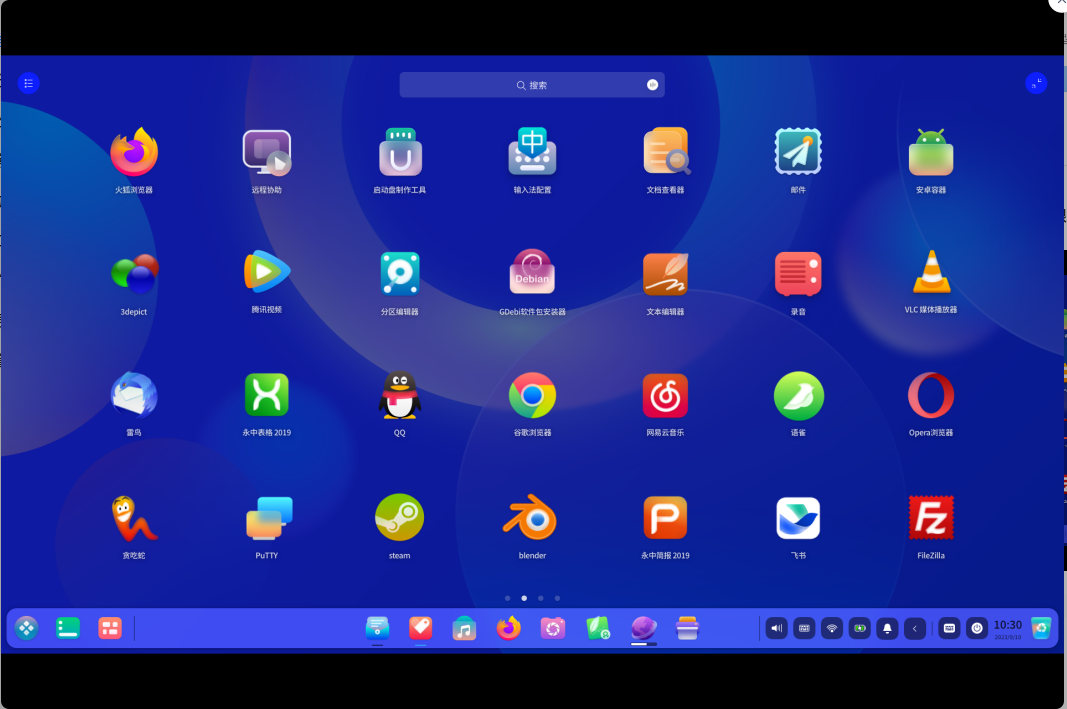 搜索
火狐浏览器
远程协助
启动盘制作工具
中
输入法配置
文档查看器
邮件
安卓容器
3depict
腾讯视频
分区编辑器
Debian
GDebi软件包安装器
文本编辑器
录音
VLC 媒体播放器
雷鸟
永中表格 2019
QQ
谷歌浏览器
网易云音乐
语雀
Opera浏览器
贪吃蛇
PuTTY
steam
blender
P
永中简报 2019
飞书
Fz
FileZilla
10:30